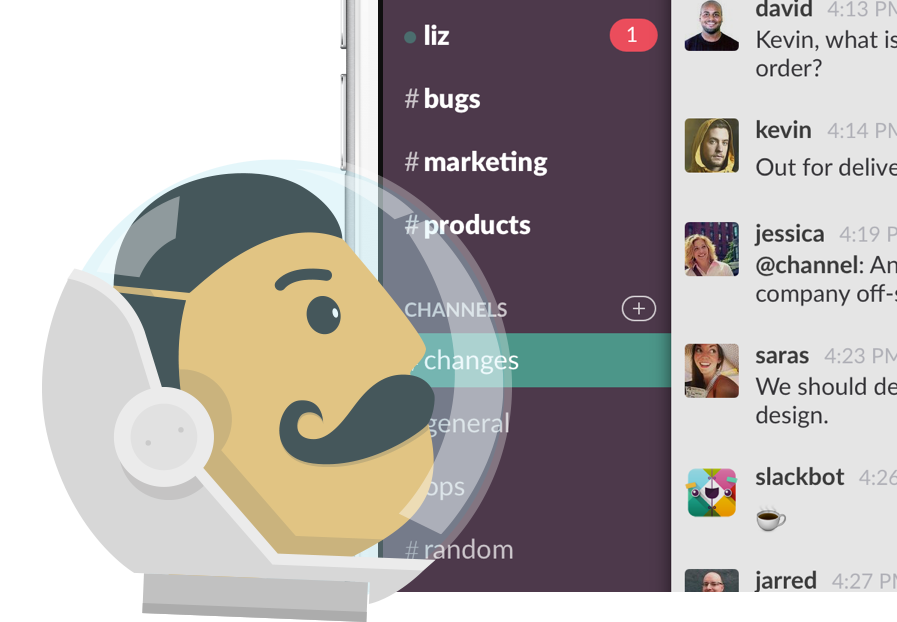 liz 1
# bugs
# marketing
# products
CHANNELS +
# changes
general
ops
# random
david 4:13 PM
Kevin, what is
order?
kevin 4:14 PM
Out for delive
jessica 4:19 P
@channel: An
company off-s
saras 4:23 PM
We should de
design.
slackbot 4:26
jarred 4:27 PM